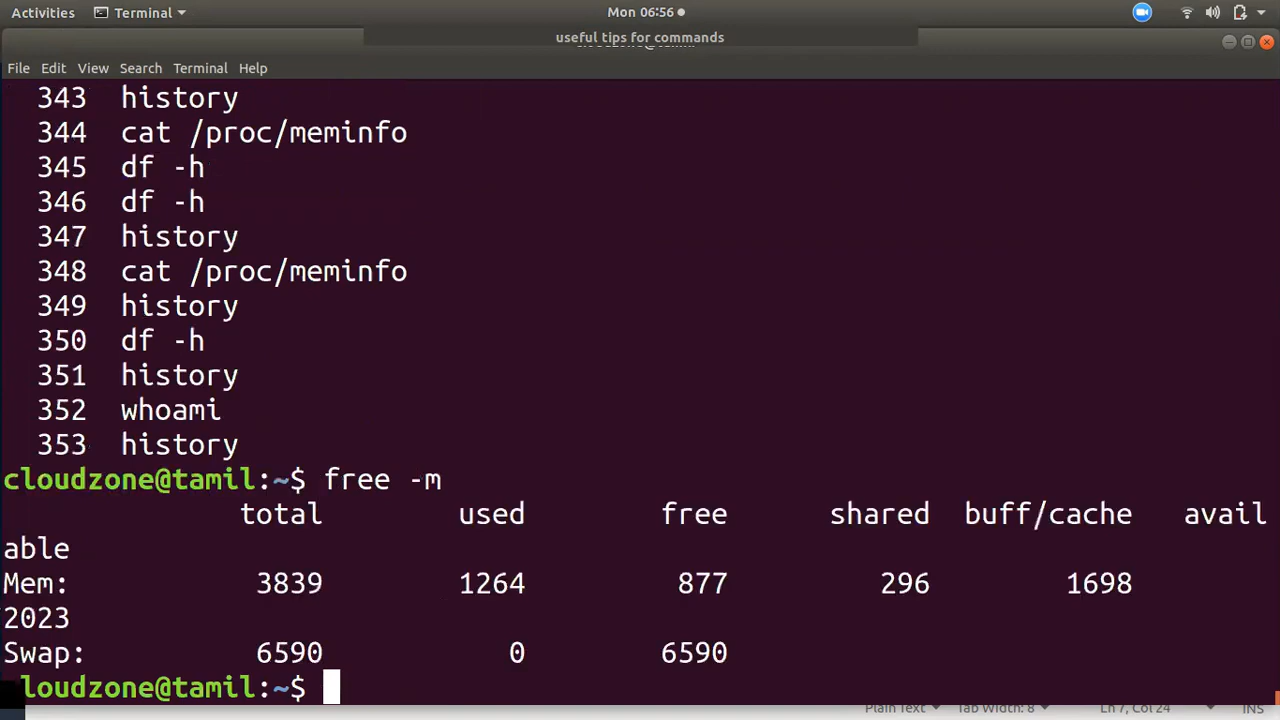 Activities Terminal Mon 06:56
useful tips for commands
File Edit View Search Terminal Help
343 history
344 cat /proc/meminfo
345 df -h
346 df -h
347 history
348 cat /proc/meminfo
349 history
350 df -h
351 history
352 whoami
353 history
cloudzone@tamil:~$ free -m
total used free shared buff/cache avail
able
Mem: 3839 1264 877 296 1698
2023
Swap: 6590 0 6590
loudzone@tamil:~$
Plain Text Tab Width: 8 Ln 7, Col 24 INS